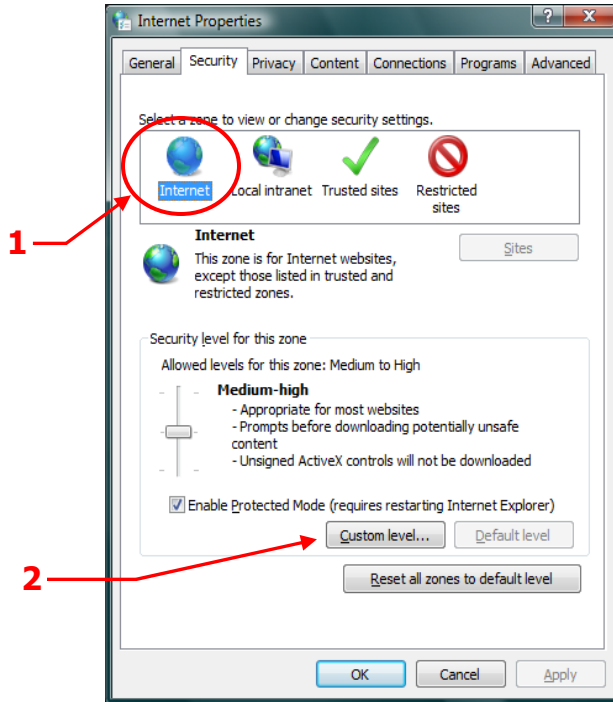 Internet Properties
?
X
General Security Privacy Content Connections Programs Advanced
Select a zone to view or change security settings.
Internet Local intranet Trusted sites Restricted
sites
1
Internet
This zone is for Internet websites,
except those listed in trusted and
restricted zones.
Sites
Security level for this zone
Allowed levels for this zone: Medium to High
Medium-high
- Appropriate for most websites
- Prompts before downloading potentially unsafe
content
- Unsigned ActiveX controls will not be downloaded
Enable Protected Mode (requires restarting Internet Explorer)
Custom level... Default level
2
Reset all zones to default level
OK Cancel Apply